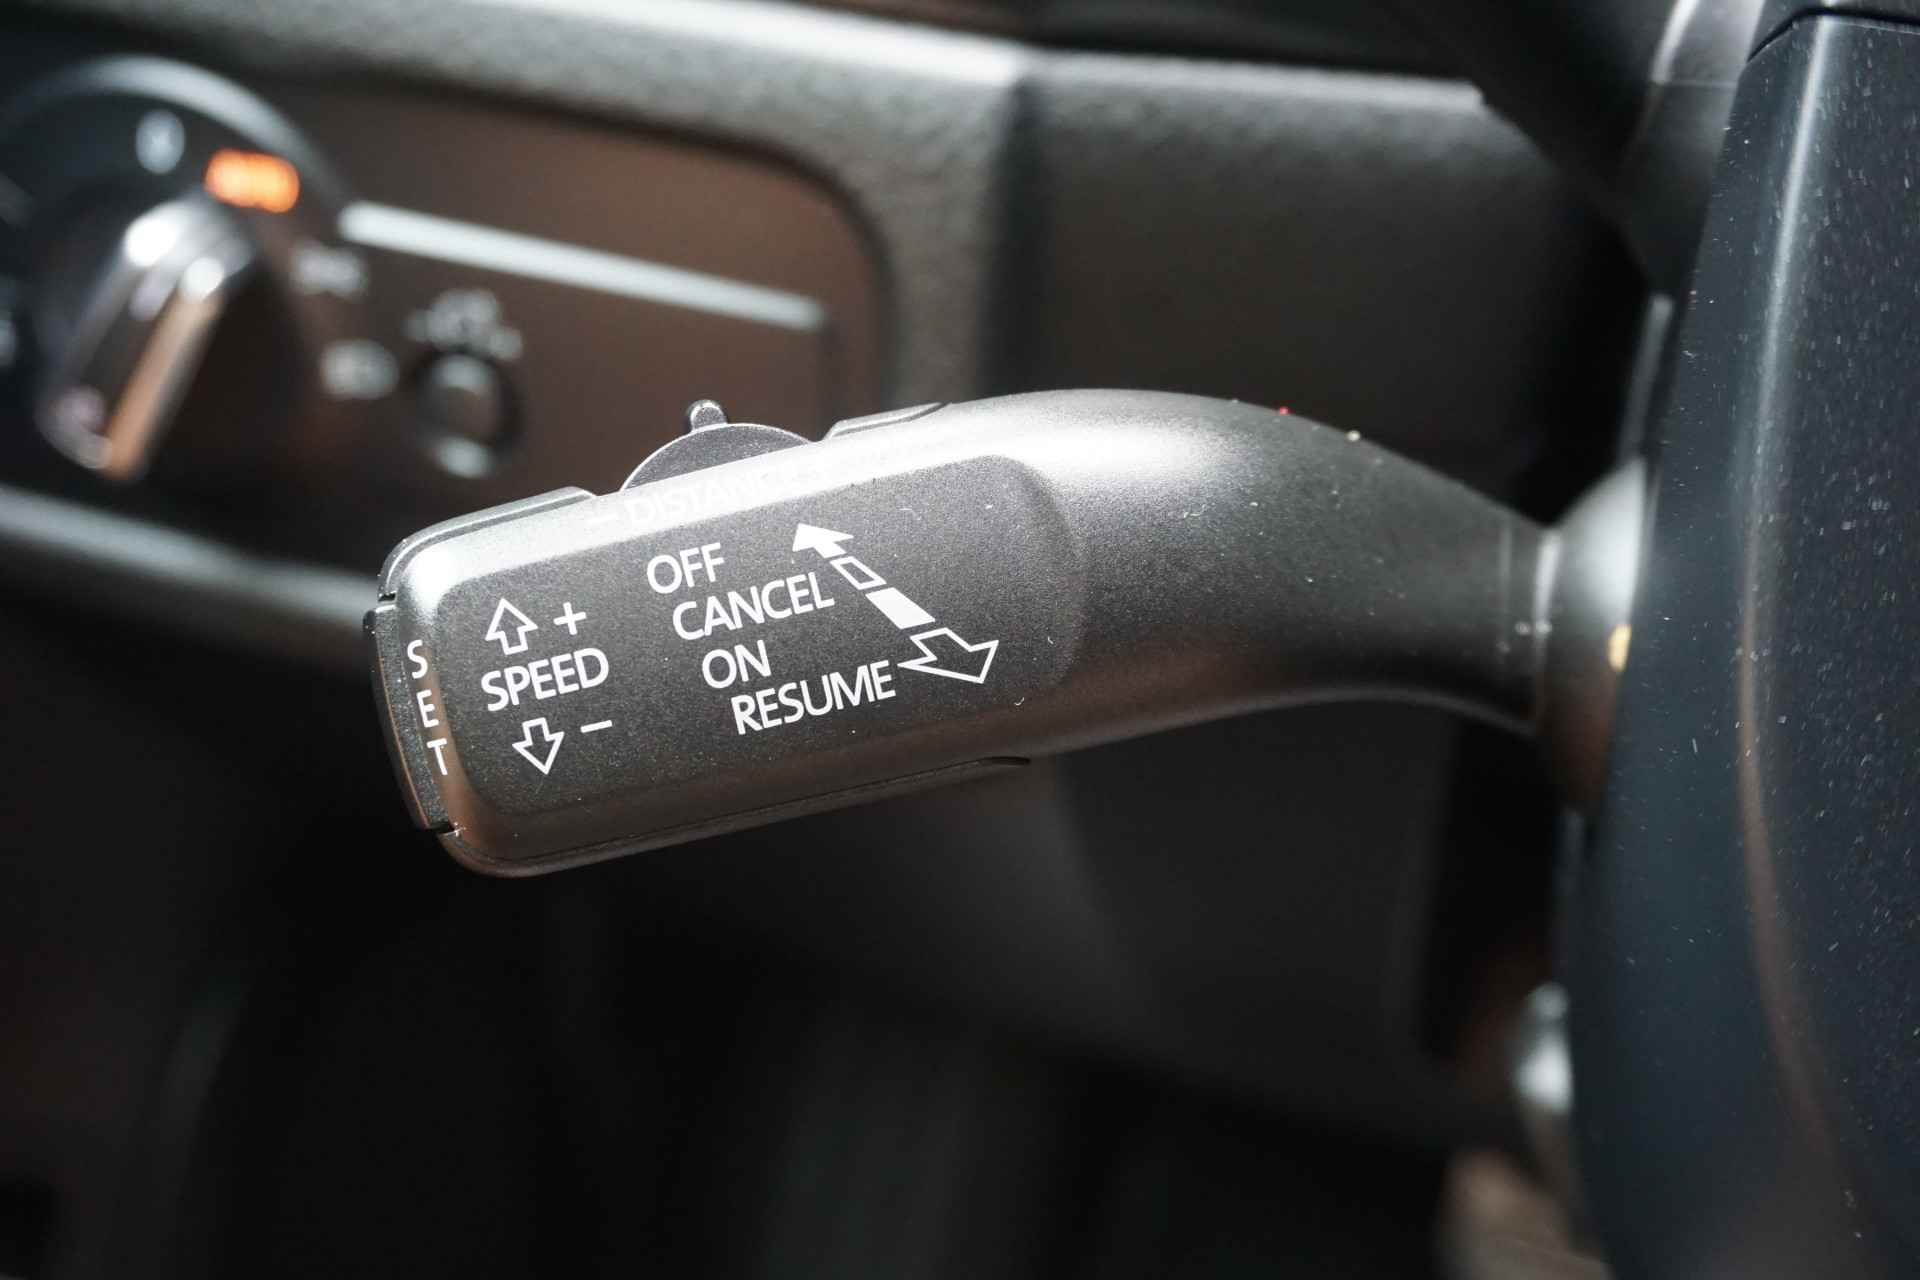 - DISTANCE
OFF
CANCEL
ON
RESUME
+
SPEED
-
SET